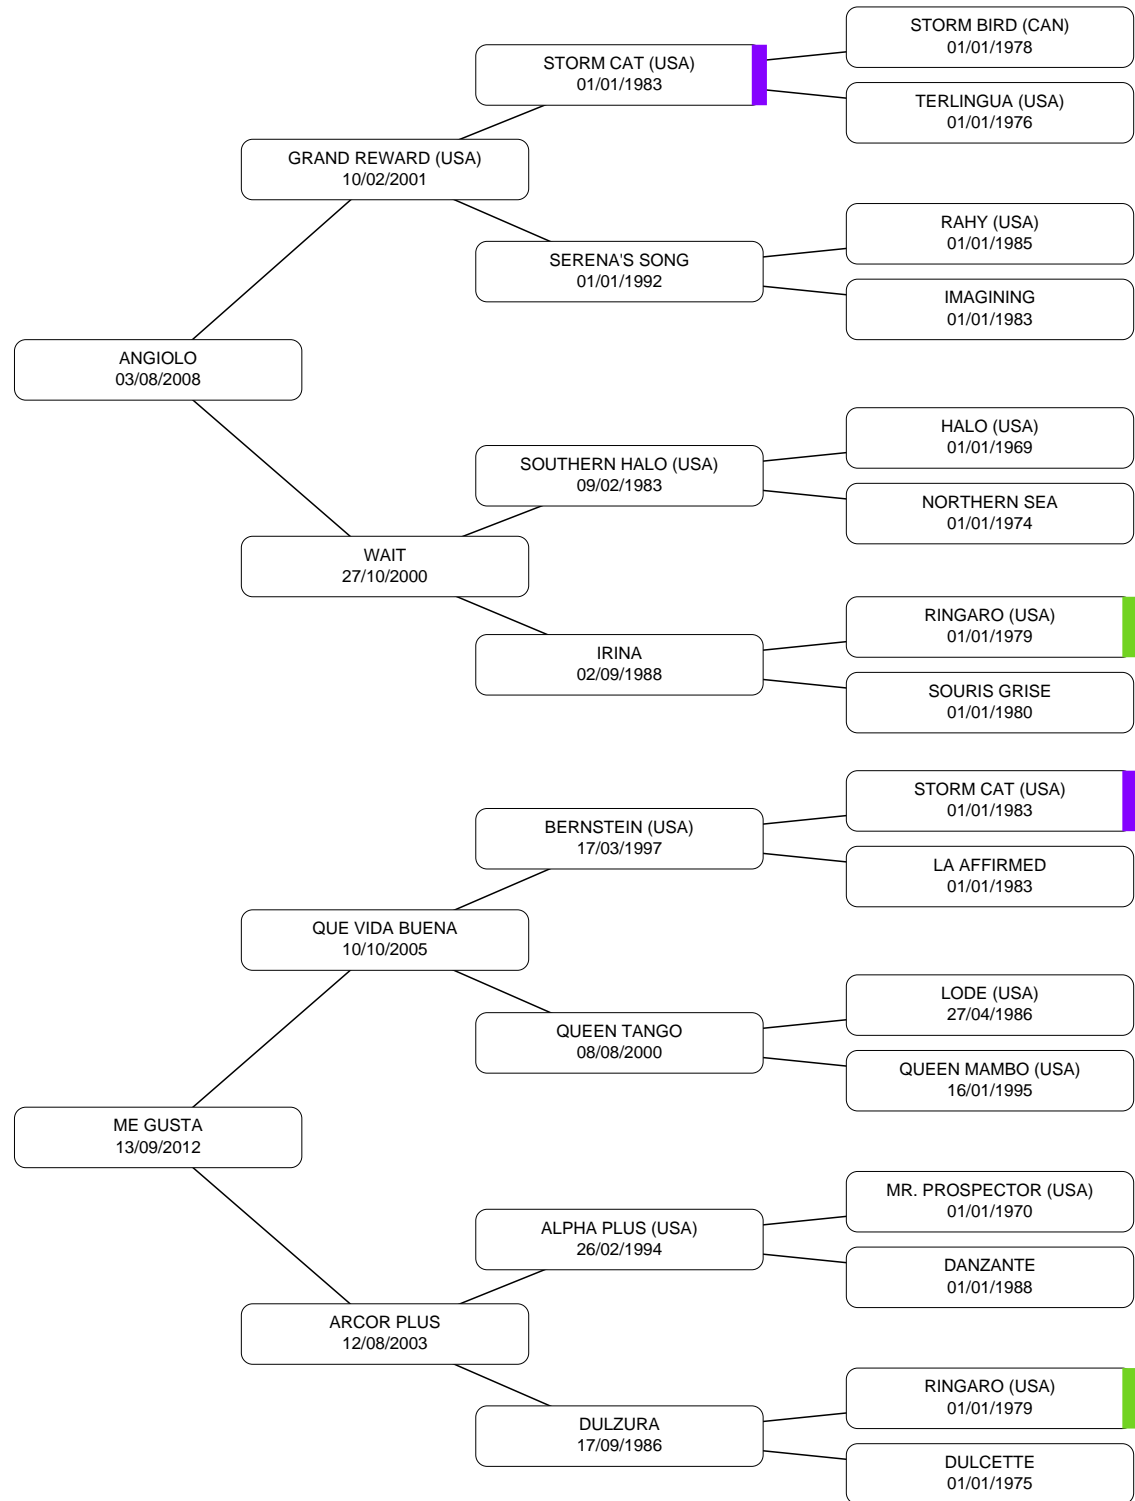 STORM BIRD (CAN)
01/01/1978
STORM CAT (USA)
01/01/1983
TERLINGUA (USA)
01/01/1976
GRAND REWARD (USA)
10/02/2001
RAHY (USA)
01/01/1985
SERENA'S SONG
01/01/1992
IMAGINING
01/01/1983
ANGIOLO
03/08/2008
HALO (USA)
01/01/1969
SOUTHERN HALO (USA)
09/02/1983
NORTHERN SEA
01/01/1974
WAIT
27/10/2000
RINGARO (USA)
01/01/1979
IRINA
02/09/1988
SOURIS GRISE
01/01/1980
STORM CAT (USA)
01/01/1983
BERNSTEIN (USA)
17/03/1997
LA AFFIRMED
01/01/1983
QUE VIDA BUENA
10/10/2005
LODE (USA)
27/04/1986
QUEEN TANGO
08/08/2000
QUEEN MAMBO (USA)
16/01/1995
ME GUSTA
13/09/2012
MR. PROSPECTOR (USA)
01/01/1970
ALPHA PLUS (USA)
26/02/1994
DANZANTE
01/01/1988
ARCOR PLUS
12/08/2003
RINGARO (USA)
01/01/1979
DULZURA
17/09/1986
DULCETTE
01/01/1975